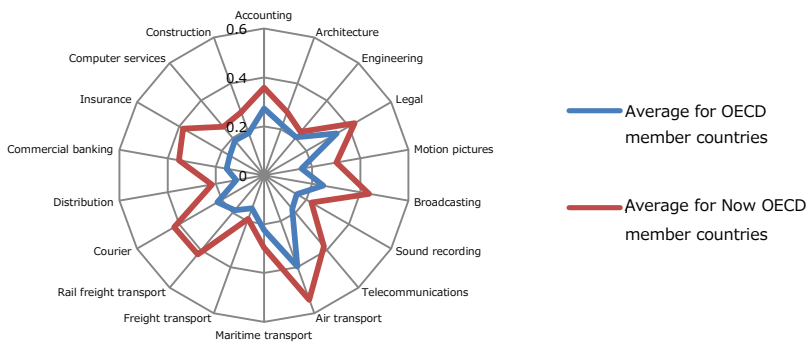 Accounting
Construction
0.6
Architecture
Computer services
Engineering
0.4
Insurance
Legal
0.2
Commercial banking
Motion pictures
0
Distribution
Broadcasting
Courier
Sound recording
Rail freight transport
Telecommunications
Freight transport
Air transport
Maritime transport
Average for OECD
member countries
Average for Now OECD
member countries